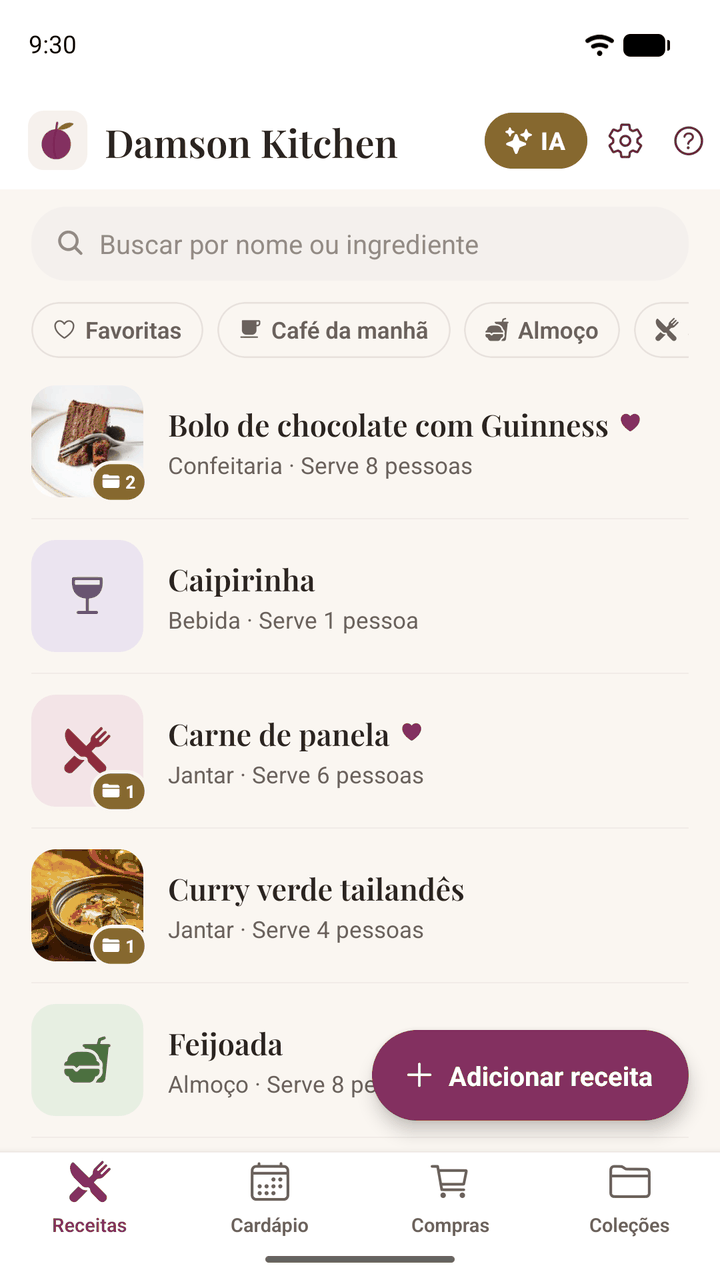 9:30
Damson Kitchen
IA
Buscar por nome ou ingrediente
Favoritas
Café da manhã
Almoço
Bolo de chocolate com Guinness
Confeitaria · Serve 8 pessoas
2
Caipirinha
Bebida · Serve 1 pessoa
Carne de panela
Jantar · Serve 6 pessoas
1
Curry verde tailandês
Jantar · Serve 4 pessoas
1
Feijoada
Almoço · Serve 8 pe
Adicionar receita
Receitas
Cardápio
Compras
Coleções